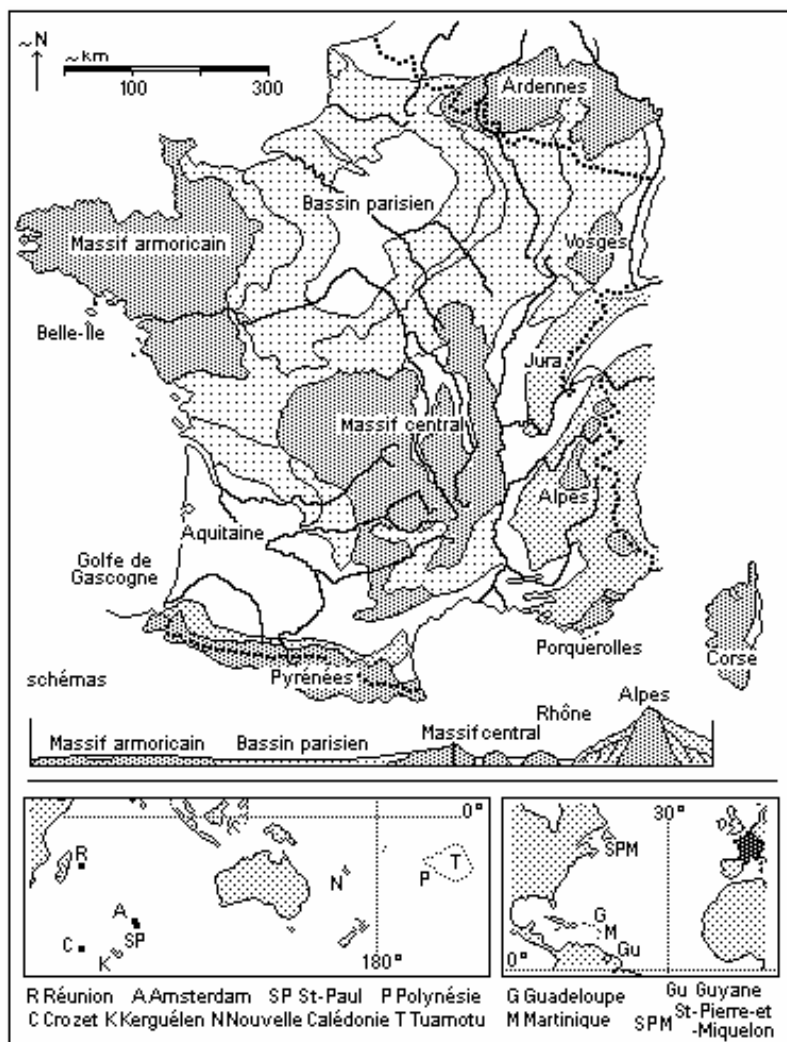 ~N
~km
100 300
Ardennes
Bassin parisien
Massif armoricain
Vosges
Belle-Île
Jura
Massif central
Alpes
Aquitaine
Golfe de
Gascogne
Porquerolles
Corse
schémas
Pyrénées
Alpes
Rhône
Massif central
Massif armoricain Bassin parisien
0°
R
N
P
T
A
SP
C
K
180°
30°
SPM
G
M
Gu
0°
R Réunion A Amsterdam SP St-Paul P Polynésie
C Crozet K Kerguélen N Nouvelle Calédonie T Tuamotu
G Guadeloupe Gu Guyane
M Martinique SPM St-Pierre-et
-Miquelon